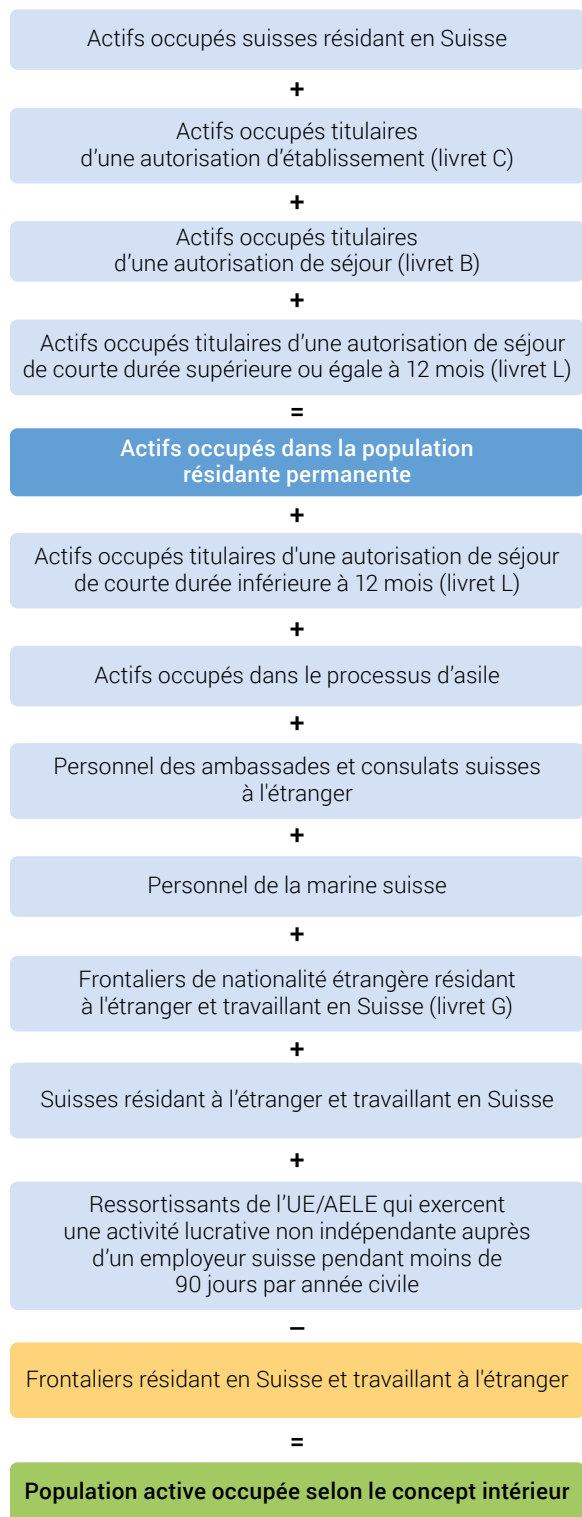 Actifs occupés suisses résidant en Suisse
+
Actifs occupés titulaires
d’une autorisation d’établissement (livret C)
+
Actifs occupés titulaires
d’une autorisation de séjour (livret B)
+
Actifs occupés titulaires d’une autorisation de séjour
de courte durée supérieure ou égale à 12 mois (livret L)
=
Actifs occupés dans la population
résidante permanente
+
Actifs occupés titulaires d'une autorisation de séjour
de courte durée inférieure à 12 mois (livret L)
+
Actifs occupés dans le processus d’asile
+
Personnel des ambassades et consulats suisses
à l'étranger
+
Personnel de la marine suisse
+
Frontaliers de nationalité étrangère résidant
à l'étranger et travaillant en Suisse (livret G)
+
Suisses résidant à l’étranger et travaillant en Suisse
+
Ressortissants de l’UE/AELE qui exercent
une activité lucrative non indépendante auprès
d’un employeur suisse pendant moins de
90 jours par année civile
–
Frontaliers résidant en Suisse et travaillant à l'étranger
=
Population active occupée selon le concept intérieur